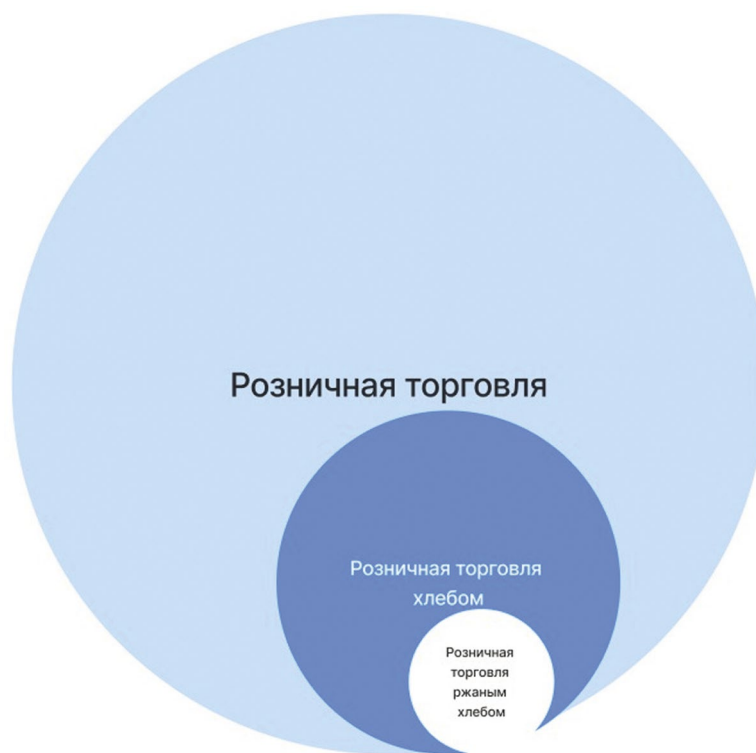 Розничная торговля
Розничная торговля
хлебом
Розничная
торговля
ржаным
хлебом